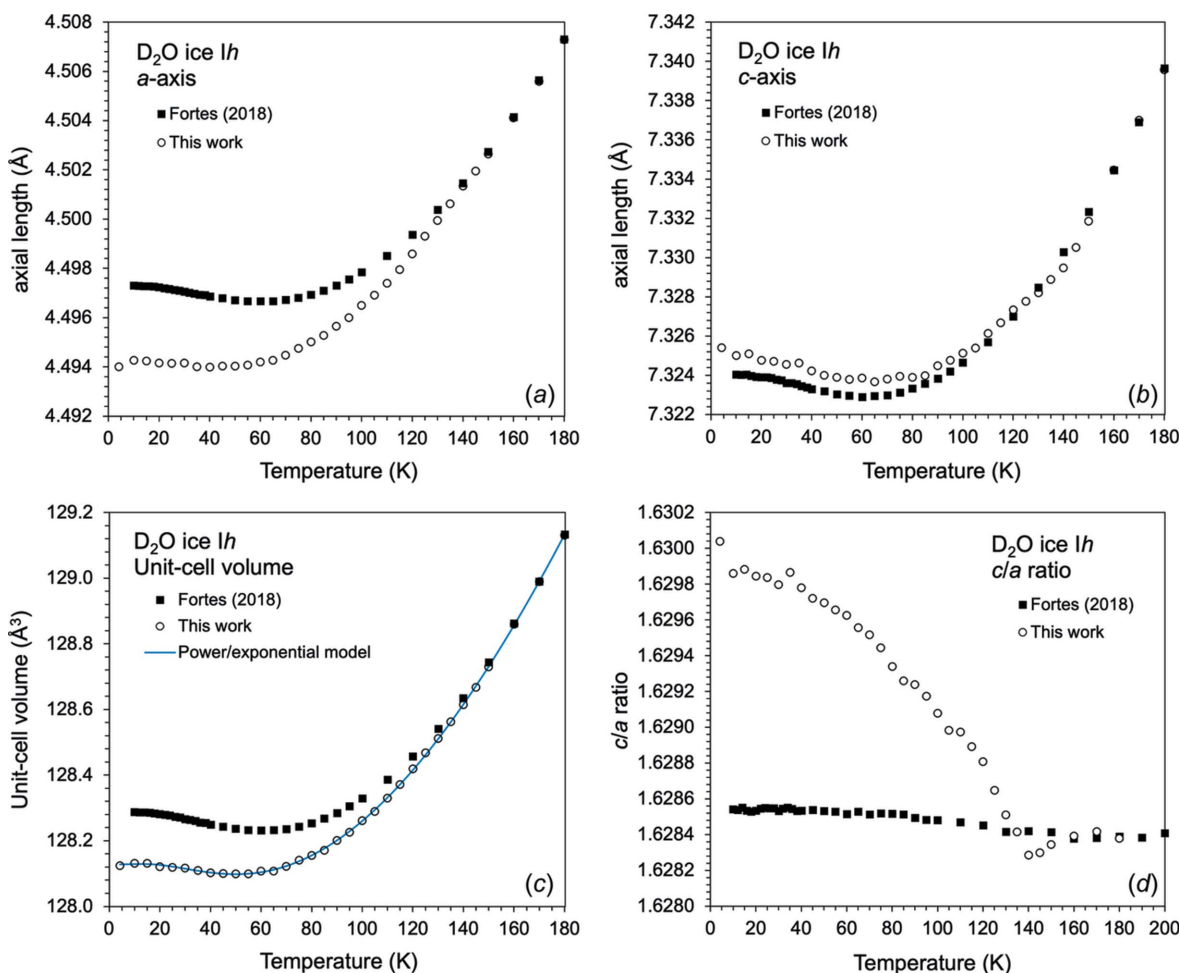 4.508
4.506
4.504
4.502
4.500
4.498
4.496
4.494
4.492
axial length (Å)
D₂O ice Ih
a-axis
■ Fortes (2018)
○ This work
(a)
0 20 40 60 80 100 120 140 160 180
Temperature (K)
7.342
7.340
7.338
7.336
7.334
7.332
7.330
7.328
7.326
7.324
7.322
axial length (Å)
D₂O ice Ih
c-axis
■ Fortes (2018)
○ This work
(b)
0 20 40 60 80 100 120 140 160 180
Temperature (K)
129.2
129.0
128.8
128.6
128.4
128.2
128.0
Unit-cell volume (Å³)
D₂O ice Ih
Unit-cell volume
■ Fortes (2018)
○ This work
Power/exponential model
(c)
0 20 40 60 80 100 120 140 160 180
Temperature (K)
1.6302
1.6300
1.6298
1.6296
1.6294
1.6292
1.6290
1.6288
1.6286
1.6284
1.6282
1.6280
c/a ratio
D₂O ice Ih
c/a ratio
■ Fortes (2018)
○ This work
(d)
0 20 40 60 80 100 120 140 160 180 200
Temperature (K)